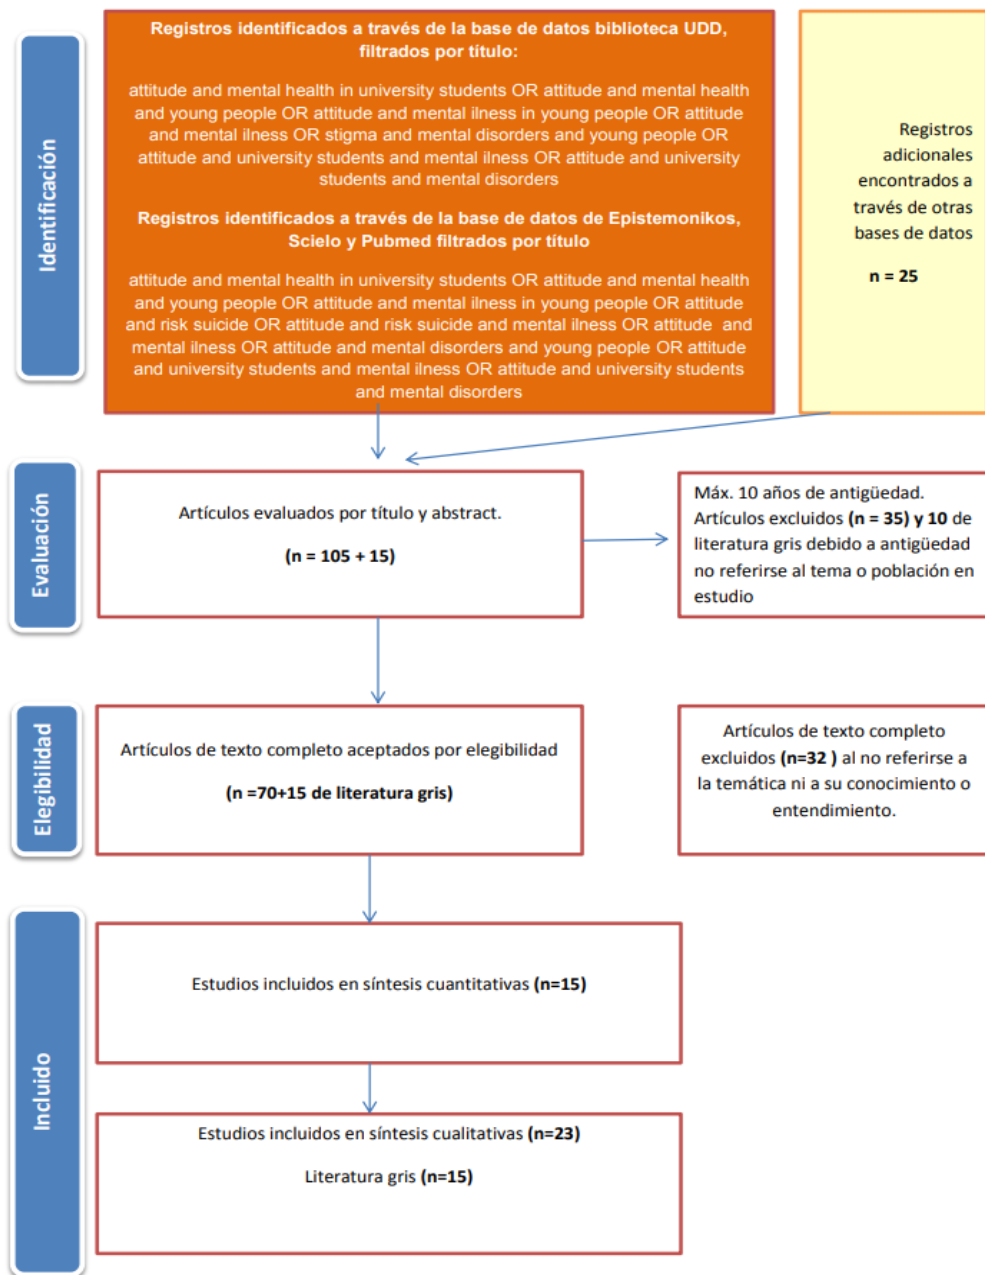 Identificación
Registros identificados a través de la base de datos biblioteca UDD,
filtrados por título:
attitude and mental health in university students OR attitude and mental health
and young people OR attitude and mental ilness in young people OR attitude
and mental ilness OR stigma and mental disorders and young people OR
attitude and university students and mental ilness OR attitude and university
students and mental disorders
Registros identificados a través de la base de datos de Epistemonikos,
Scielo y Pubmed filtrados por título
attitude and mental health in university students OR attitude and mental health
and young people OR attitude and mental ilness in young people OR attitude
and risk suicide OR attitude and risk suicide and mental ilness OR attitude and
mental ilness OR attitude and mental disorders and young people OR attitude
and university students and mental ilness OR attitude and university students
and mental disorders
Registros
adicionales
encontrados a
través de otras
bases de datos
n = 25
Evaluación
Artículos evaluados por título y abstract.
(n = 105 + 15)
Máx. 10 años de antigüedad.
Artículos excluidos (n = 35) y 10 de
literatura gris debido a antigüedad
no referirse al tema o población en
estudio
Elegibilidad
Artículos de texto completo aceptados por elegibilidad
(n =70+15 de literatura gris)
Artículos de texto completo
excluidos (n=32 ) al no referirse a
la temática ni a su conocimiento o
entendimiento.
Incluido
Estudios incluidos en síntesis cuantitativas (n=15)
Estudios incluidos en síntesis cualitativas (n=23)
Literatura gris (n=15)